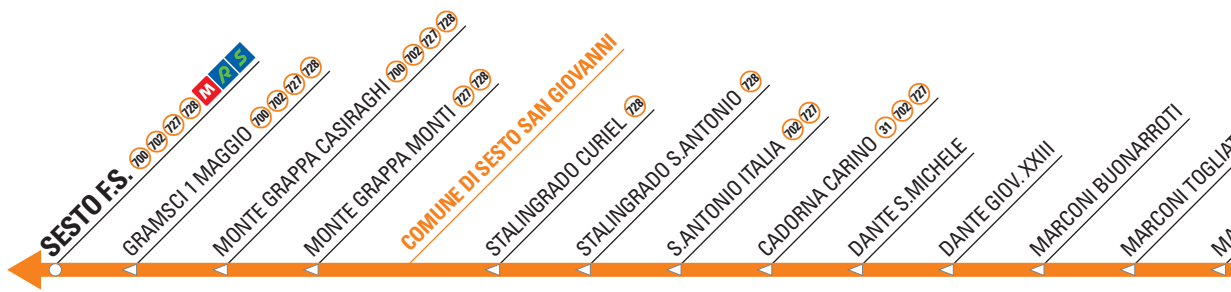 SESTO F.S. 700 702 727 728 M R S
GRAMSCI 1 MAGGIO 700 702 727 728
MONTE GRAPPA CASIRAGHI 700 702 727 728
MONTE GRAPPA MONTI 727 728
COMUNE DI SESTO SAN GIOVANNI
STALINGRADO CURIEL 728
STALINGRADO S.ANTONIO 728
S.ANTONIO ITALIA 702 727
CADORNA CARINO 31 702 727
DANTE S.MICHELE
DANTE GIOV. XXIII
MARCONI BUONARROTI
MARCONI